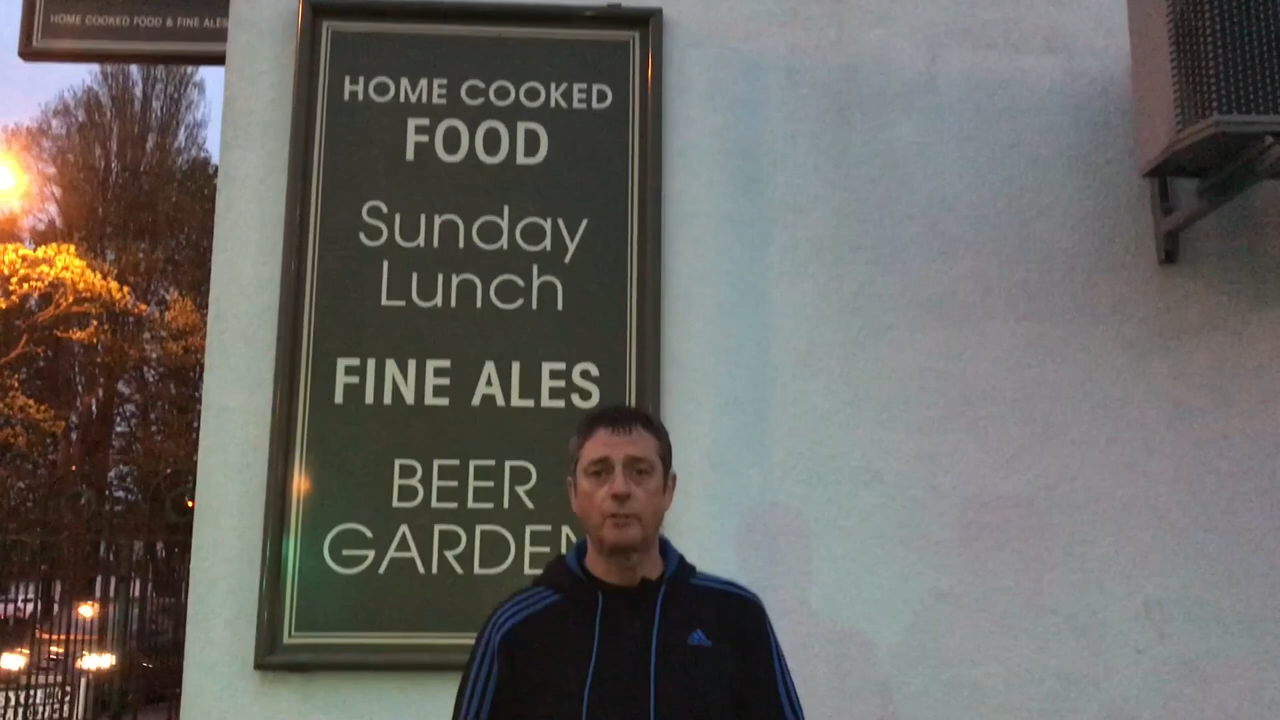 HOME COOKED FOOD & FINE ALES
HOME COOKED
FOOD
Sunday
Lunch
FINE ALES
BEER
GARDEN